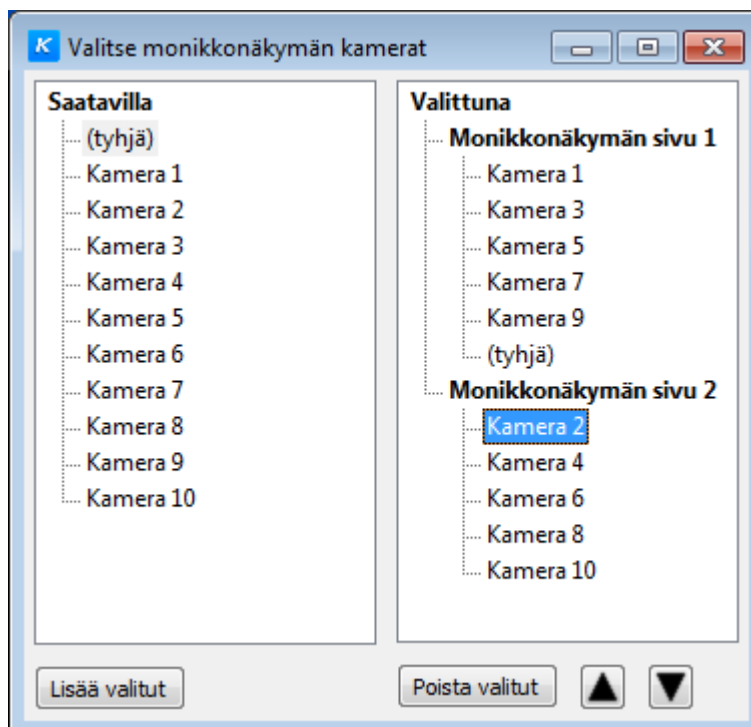 K Valitse monikkonäkymän kamerat
Saatavilla
(tyhjä)
Kamera 1
Kamera 2
Kamera 3
Kamera 4
Kamera 5
Kamera 6
Kamera 7
Kamera 8
Kamera 9
Kamera 10
Lisää valitut
Valittuna
Monikkonäkymän sivu 1
Kamera 1
Kamera 3
Kamera 5
Kamera 7
Kamera 9
(tyhjä)
Monikkonäkymän sivu 2
Kamera 2
Kamera 4
Kamera 6
Kamera 8
Kamera 10
Poista valitut